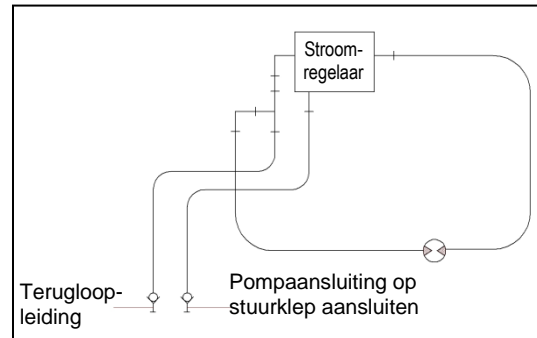 Stroom-
regelaar
Terugloop-
leiding
Pompaansluiting op
stuurklep aansluiten